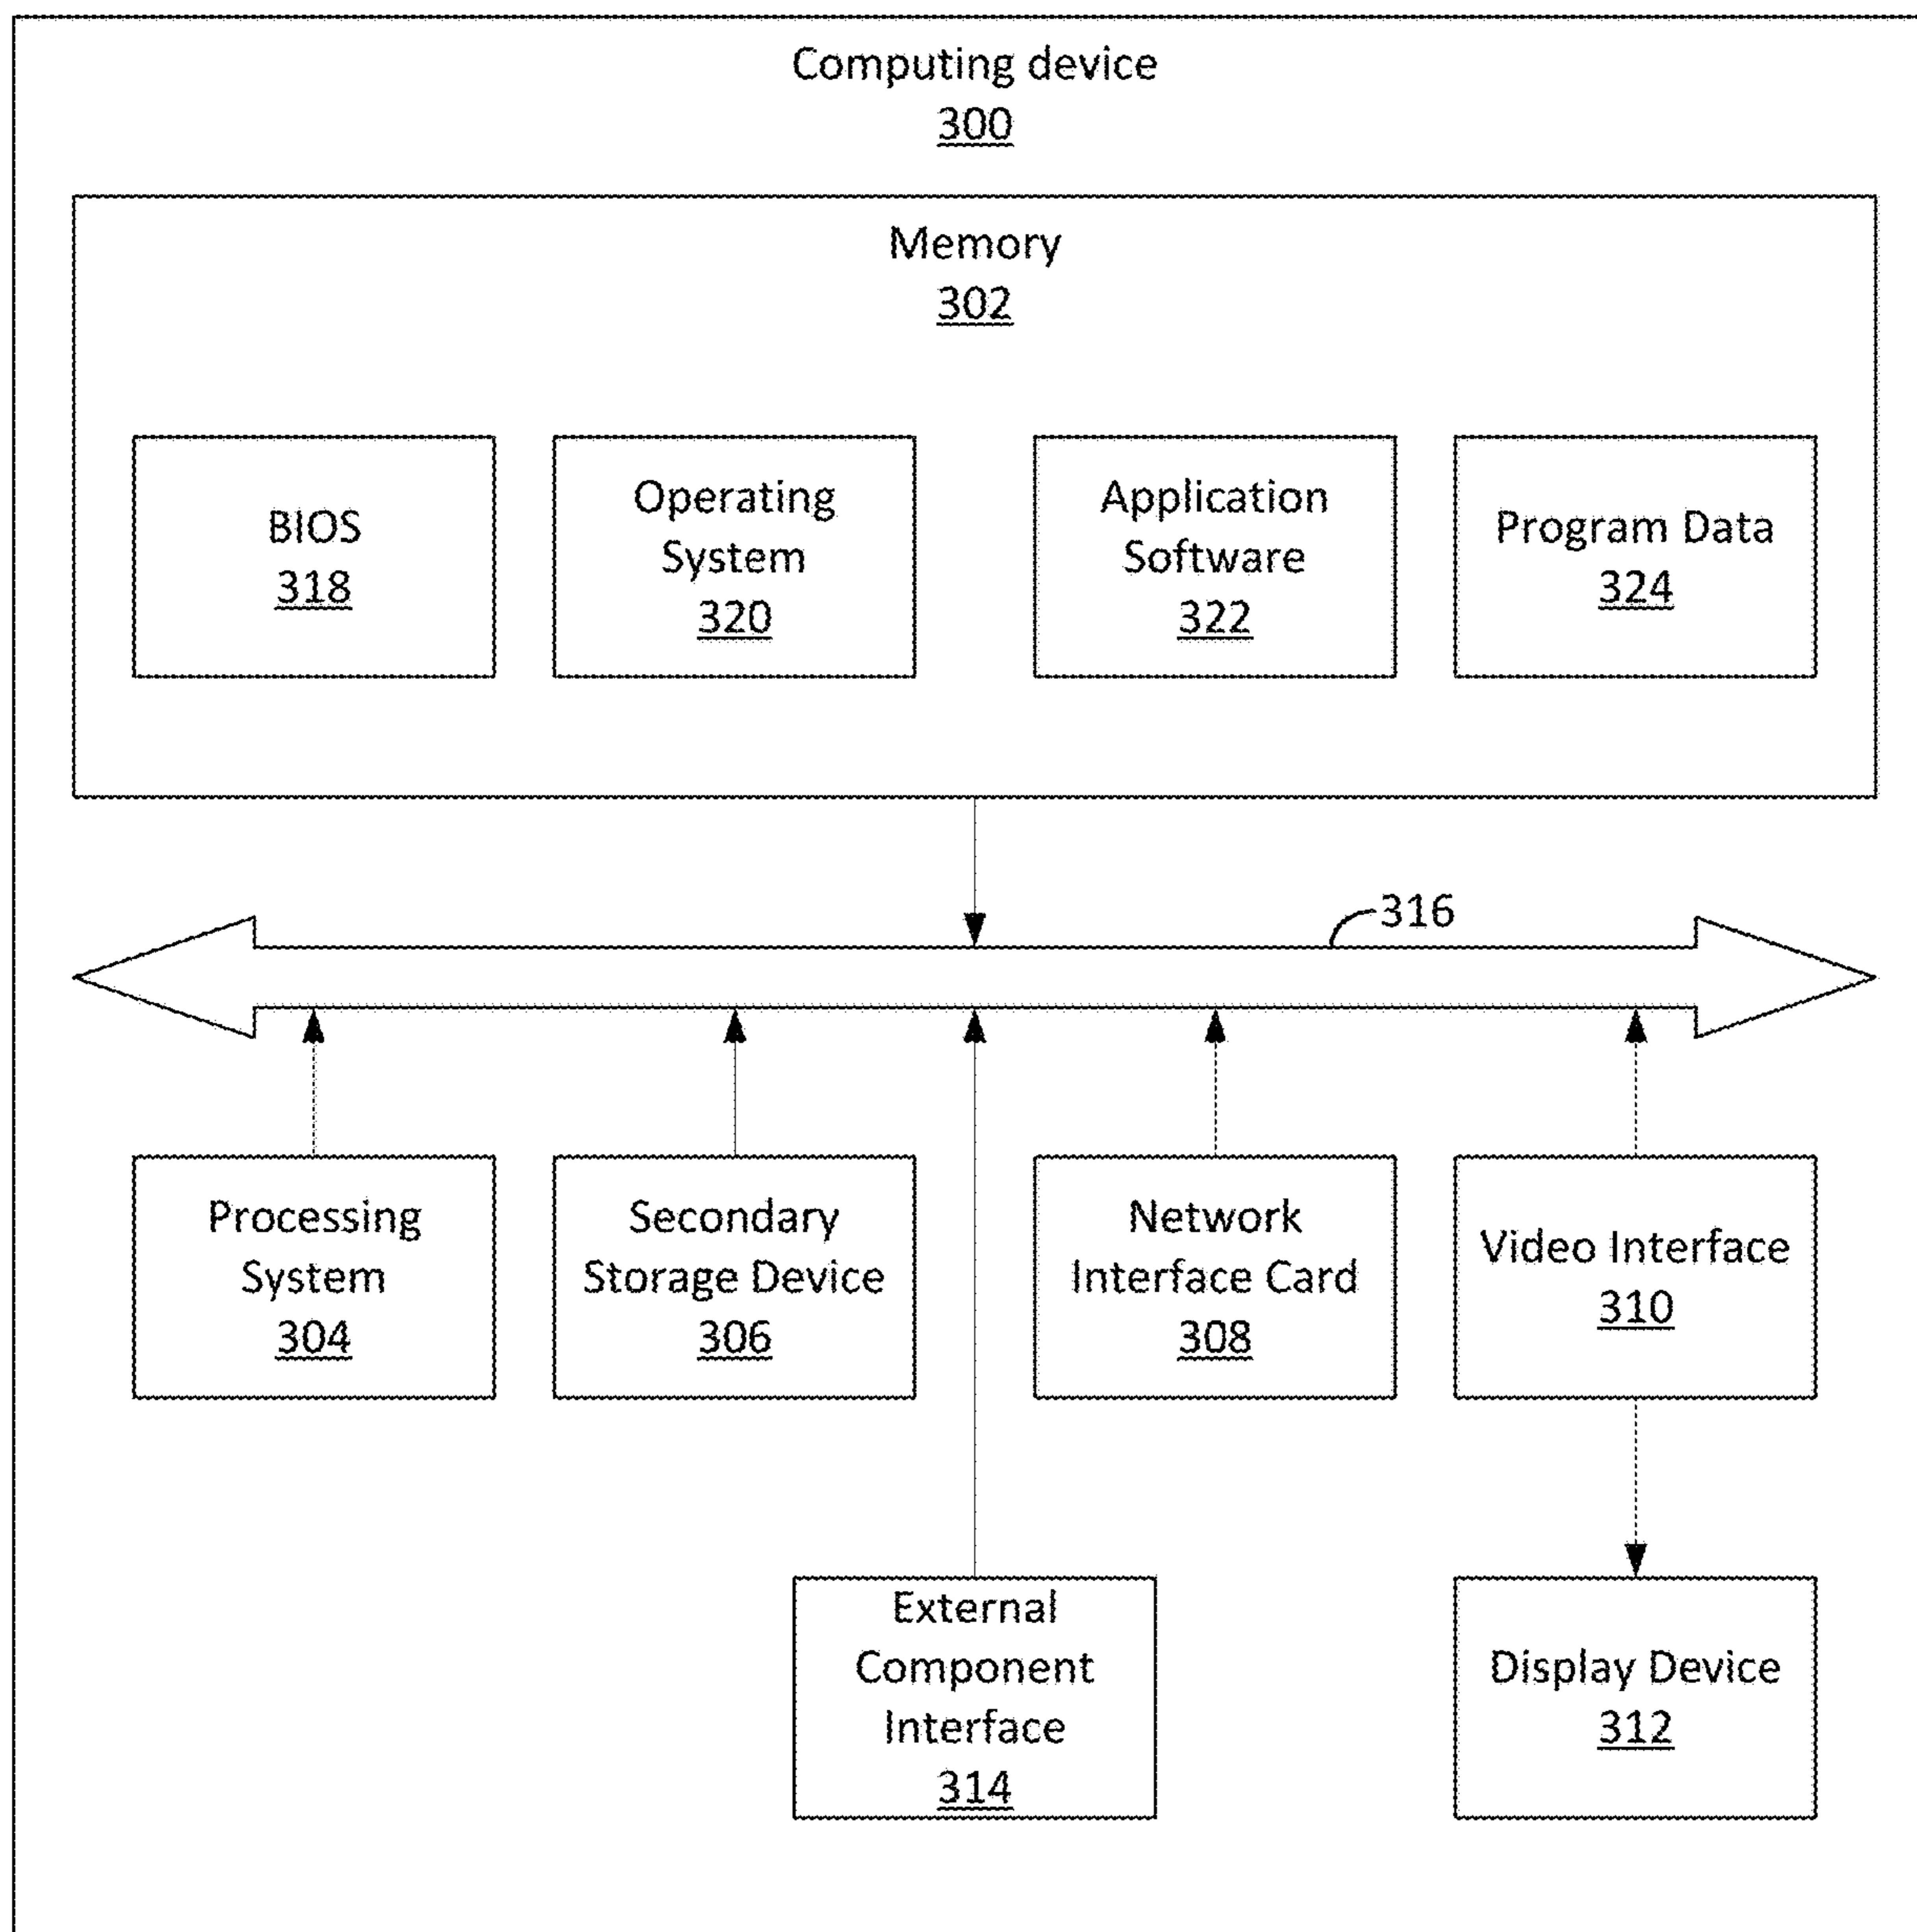 Computing device
300
Memory
302
BIOS
318
Operating
System
320
Application
Software
322
Program Data
324
316
Processing
System
304
Secondary
Storage Device
306
Network
Interface Card
308
Video Interface
310
External
Component
Interface
314
Display Device
312